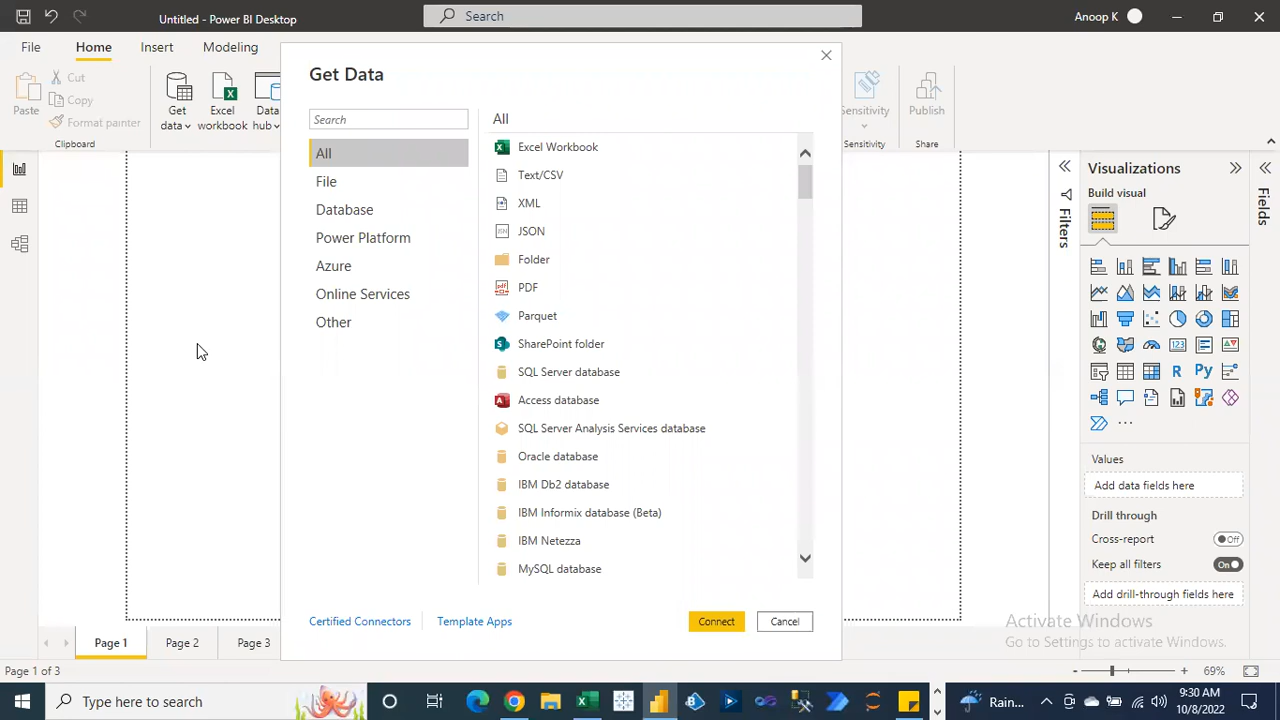 Untitled - Power BI Desktop
Search
Anoop K
File
Home
Insert
Modeling
Paste
Cut
Copy
Format painter
Clipboard
Get
data
Excel
workbook
Data
hub
Sensitivity
Sensitivity
Publish
Share
Get Data
Search
All
File
Database
Power Platform
Azure
Online Services
Other
All
Excel Workbook
Text/CSV
XML
JSON
Folder
PDF
Parquet
SharePoint folder
SQL Server database
Access database
SQL Server Analysis Services database
Oracle database
IBM Db2 database
IBM Informix database (Beta)
IBM Netezza
MySQL database
Certified Connectors
Template Apps
Connect
Cancel
Filters
Visualizations
Build visual
Fields
123
R
Py
Values
Add data fields here
Drill through
Cross-report
Off
Keep all filters
On
Add drill-through fields here
Activate Windows
Go to Settings to activate Windows.
Page 1
Page 2
Page 3
Page 1 of 3
69%
Type here to search
Rain...
9:30 AM
10/8/2022